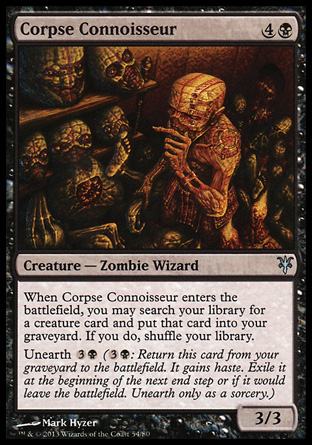 Corpse Connoisseur 4
Creature — Zombie Wizard
When Corpse Connoisseur enters the
battlefield, you may search your library for
a creature card and put that card into your
graveyard. If you do, shuffle your library.
Unearth 3 (3: Return this card from your
graveyard to the battlefield. It gains haste. Exile it
at the beginning of the next end step or if it would
leave the battlefield. Unearth only as a sorcery.)
Mark Hyzer
™ & © 2013 Wizards of the Coast 54/80
3/3